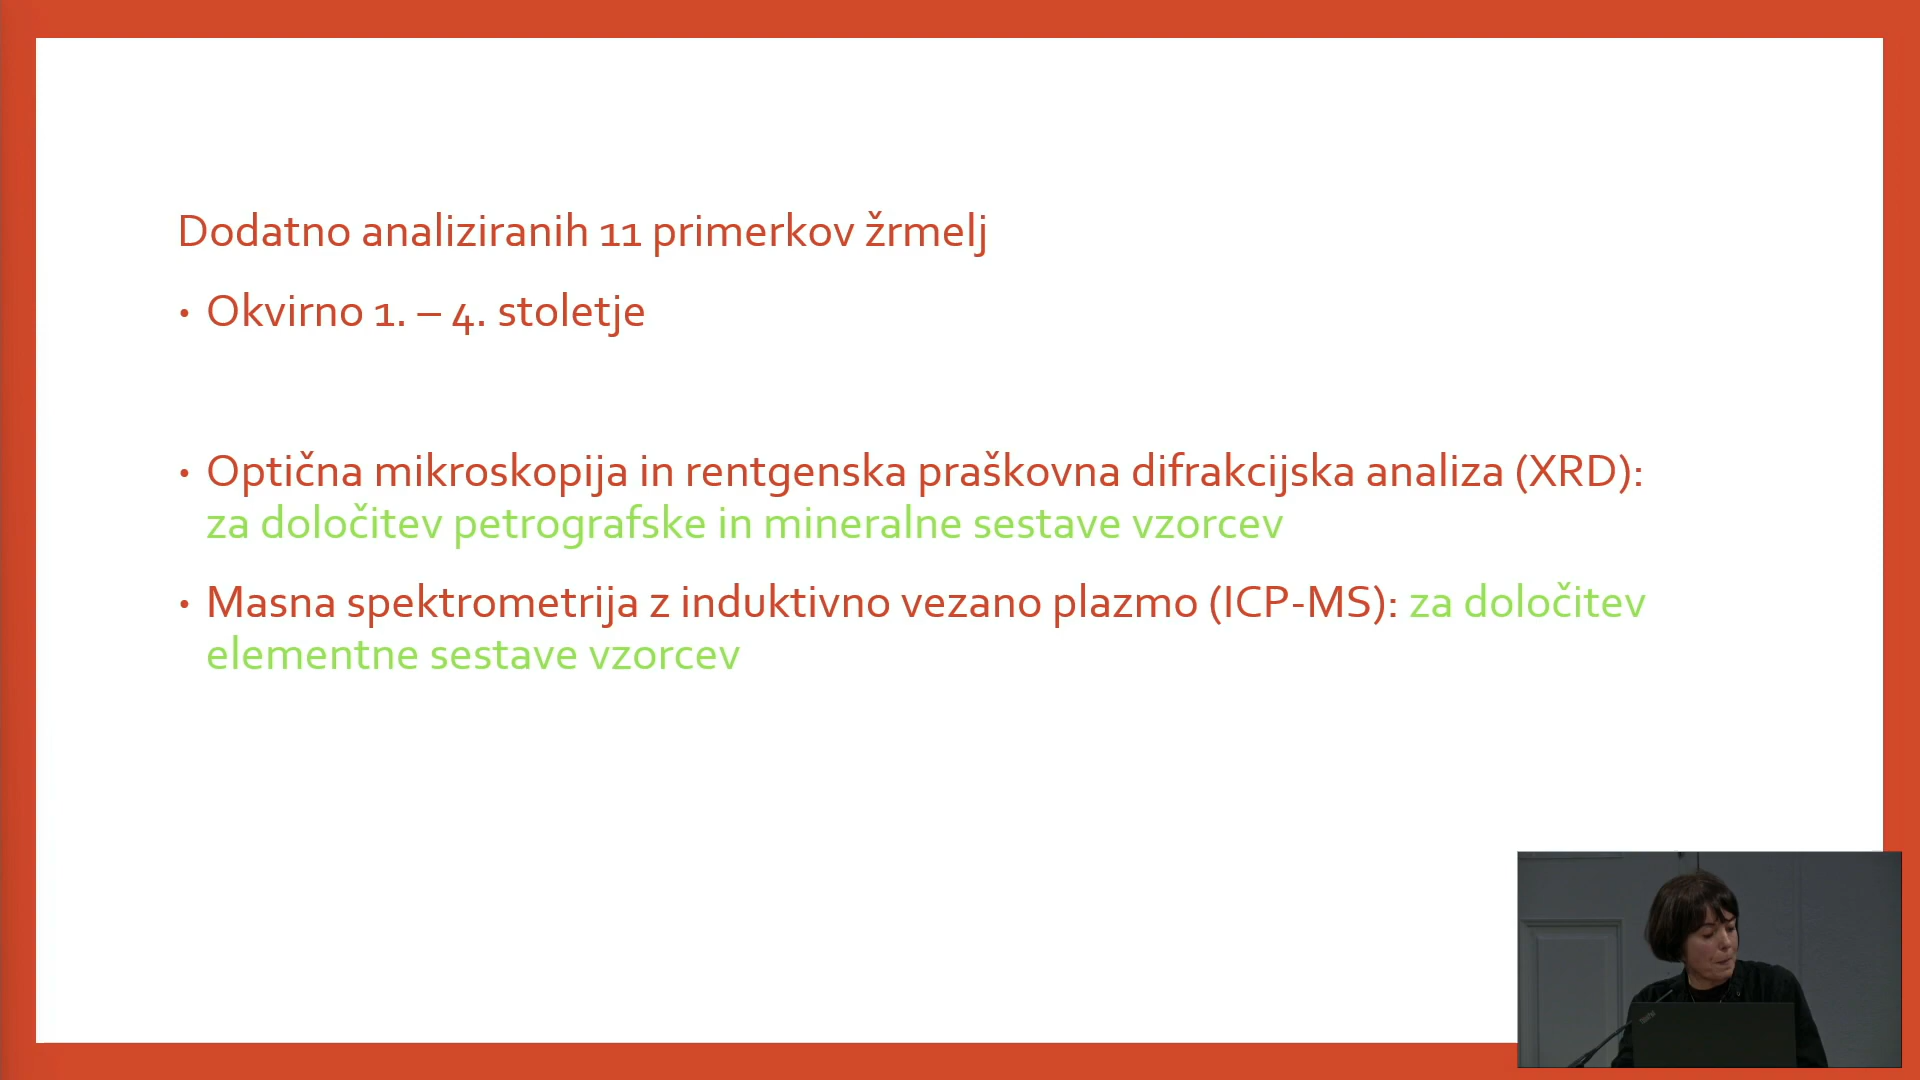 Dodatno analiziranih 11 primerkov žrmelj
• Okvirno 1. – 4. stoletje
• Optična mikroskopija in rentgenska praškovna difrakcijska analiza (XRD):
za določitev petrografske in mineralne sestave vzorcev
• Masna spektrometrija z induktivno vezano plazmo (ICP-MS): za določitev
elementne sestave vzorcev